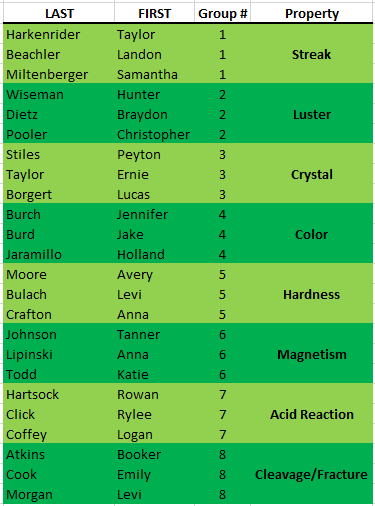 LAST FIRST Group # Property
Harkenrider Taylor 1
Beachler Landon 1 Streak
Miltenberger Samantha 1
Wiseman Hunter 2
Dietz Braydon 2 Luster
Pooler Christopher 2
Stiles Peyton 3
Taylor Ernie 3 Crystal
Borgert Lucas 3
Burch Jennifer 4
Burd Jake 4 Color
Jaramillo Holland 4
Moore Avery 5
Bulach Levi 5 Hardness
Crafton Anna 5
Johnson Tanner 6
Lipinski Anna 6 Magnetism
Todd Katie 6
Hartsock Rowan 7
Click Rylee 7 Acid Reaction
Coffey Logan 7
Atkins Booker 8
Cook Emily 8 Cleavage/Fracture
Morgan Levi 8